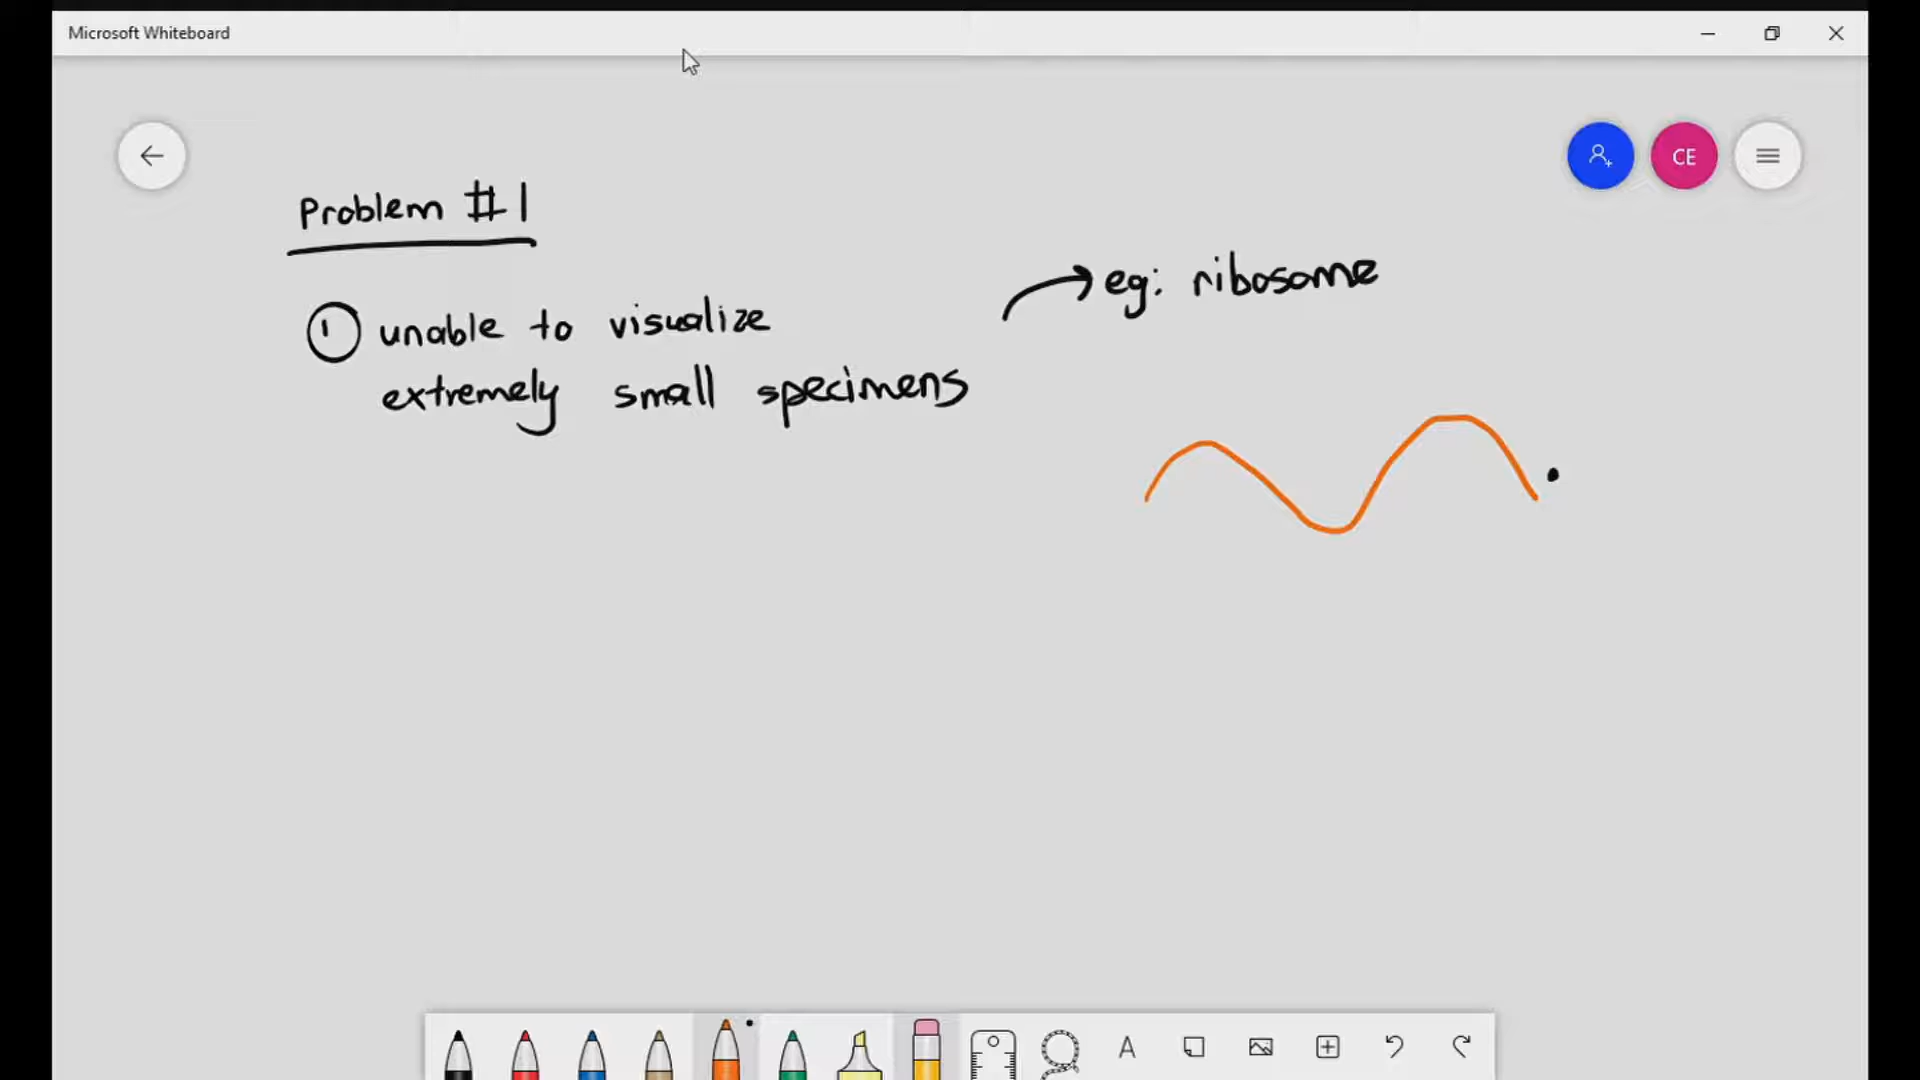 Microsoft Whiteboard
CE
Problem #1
① unable to visualize
extremely small specimens
eg: ribosome
A